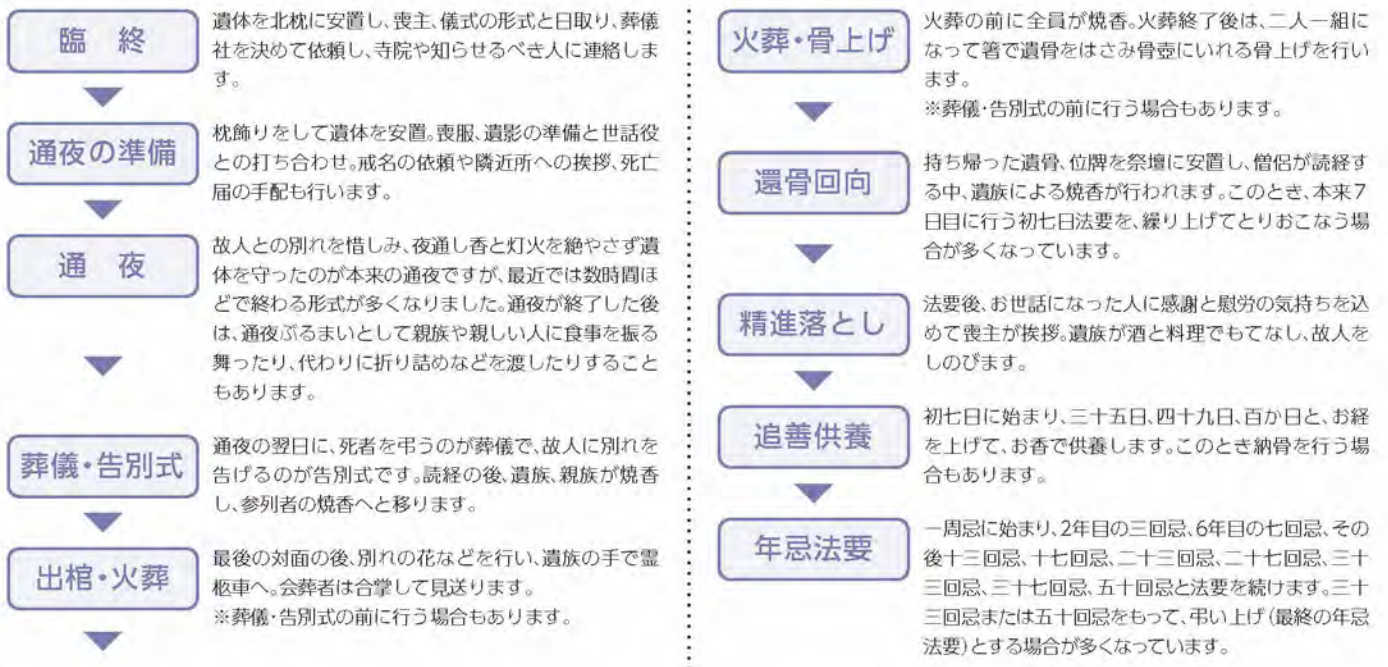 臨　終
遺体を北枕に安置し、喪主、儀式の形式と日取り、葬儀
社を決めて依頼し、寺院や知らせるべき人に連絡しま
す。
通夜の準備
枕飾りをして遺体を安置。喪服、遺影の準備と世話役
との打ち合わせ。戒名の依頼や隣近所への挨拶、死亡
届の手配も行います。
通　夜
故人との別れを惜しみ、夜通し香と灯火を絶やさず遺
体を守ったのが本来の通夜ですが、最近では数時間ほ
どで終わる形式が多くなりました。通夜が終了した後
は、通夜ぶるまいとして親族や親しい人に食事を振る
舞ったり、代わりに折り詰めなどを渡したりすること
もあります。
葬儀・告別式
通夜の翌日に、死者を弔うのが葬儀で、故人に別れを
告げるのが告別式です。読経の後、遺族、親族が焼香
し、参列者の焼香へと移ります。
出棺・火葬
最後の対面の後、別れの花などを行い、遺族の手で霊
柩車へ。会葬者は合掌して見送ります。
※葬儀・告別式の前に行う場合もあります。
火葬・骨上げ
火葬の前に全員が焼香。火葬終了後は、二人一組に
なって箸で遺骨をはさみ骨壺にいれる骨上げを行い
ます。
※葬儀・告別式の前に行う場合もあります。
還骨回向
持ち帰った遺骨、位牌を祭壇に安置し、僧侶が読経す
る中、遺族による焼香が行われます。このとき、本来7
日目に行う初七日法要を、繰り上げてとりおこなう場
合が多くなっています。
精進落とし
法要後、お世話になった人に感謝と慰労の気持ちを込
めて喪主が挨拶。遺族が酒と料理でもてなし、故人を
しのびます。
追善供養
初七日に始まり、三十五日、四十九日、百か日と、お経
を上げて、お香で供養します。このとき納骨を行う場
合もあります。
年忌法要
一周忌に始まり、2年目の三回忌、6年目の七回忌、その
後十三回忌、十七回忌、二十三回忌、二十七回忌、三十
三回忌、三十七回忌、五十回忌と法要を続けます。三十
三回忌または五十回忌をもって、弔い上げ（最終の年忌
法要）とする場合が多くなっています。